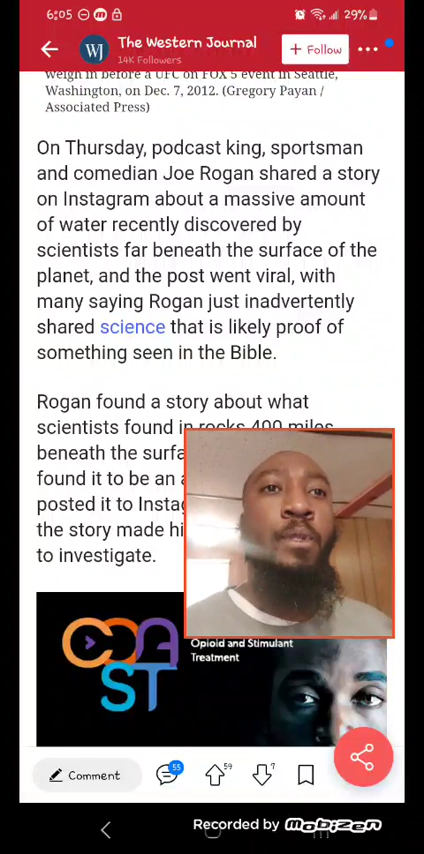 6:05
29%
WJ
The Western Journal
14K Followers
+ Follow
weigh in before a UFC on FOX 5 event in Seattle,
Washington, on Dec. 7, 2012. (Gregory Payan /
Associated Press)
On Thursday, podcast king, sportsman
and comedian Joe Rogan shared a story
on Instagram about a massive amount
of water recently discovered by
scientists far beneath the surface of the
planet, and the post went viral, with
many saying Rogan just inadvertently
shared science that is likely proof of
something seen in the Bible.
Rogan found a story about what
scientists found in rocks 400 miles
beneath the surfa
found it to be an
posted it to Insta
the story made hi
to investigate.
COAST
Opioid and Stimulant
Treatment
Comment
55
59
7
Recorded by Mobizen